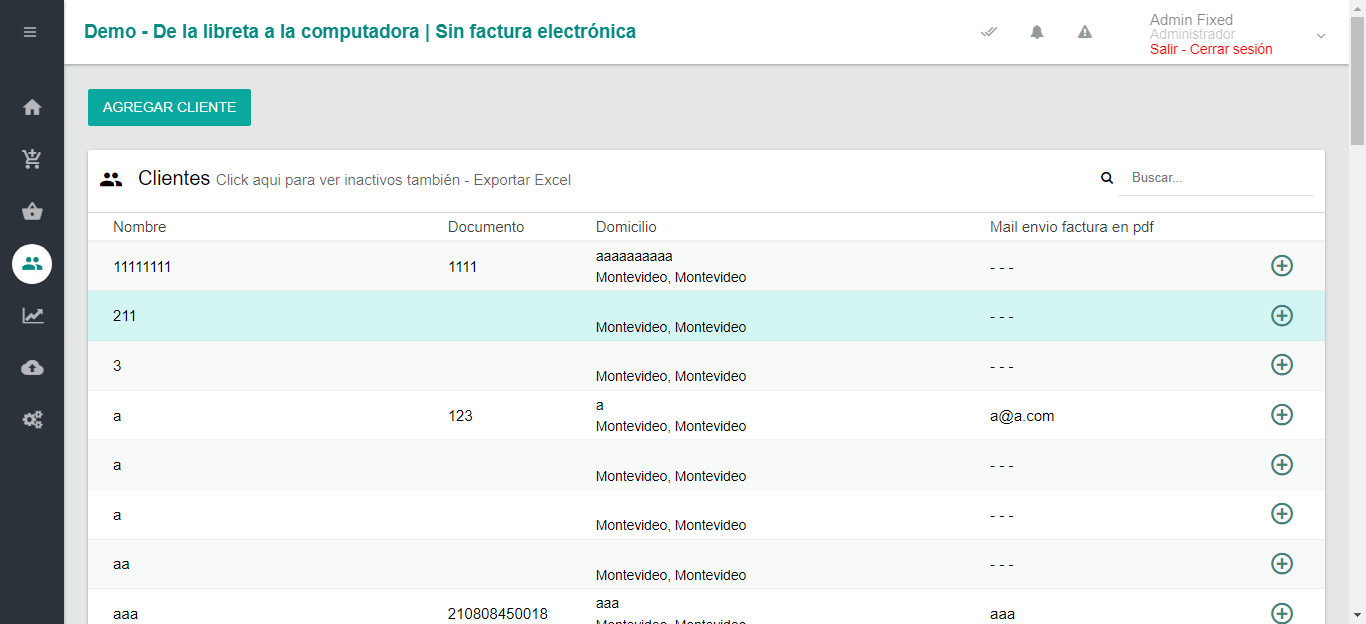 Demo - De la libreta a la computadora | Sin factura electrónica
Admin Fixed
Administrador
Salir - Cerrar sesión
AGREGAR CLIENTE
Clientes Click aqui para ver inactivos también - Exportar Excel
Buscar...
Nombre Documento Domicilio Mail envio factura en pdf
11111111 1111 aaaaaaaaaa
Montevideo, Montevideo - - -
211 Montevideo, Montevideo - - -
3 Montevideo, Montevideo - - -
a 123 a
Montevideo, Montevideo a@a.com
a Montevideo, Montevideo - - -
a Montevideo, Montevideo - - -
aa Montevideo, Montevideo - - -
aaa 210808450018 aaa
Montevideo, Montevideo aaa